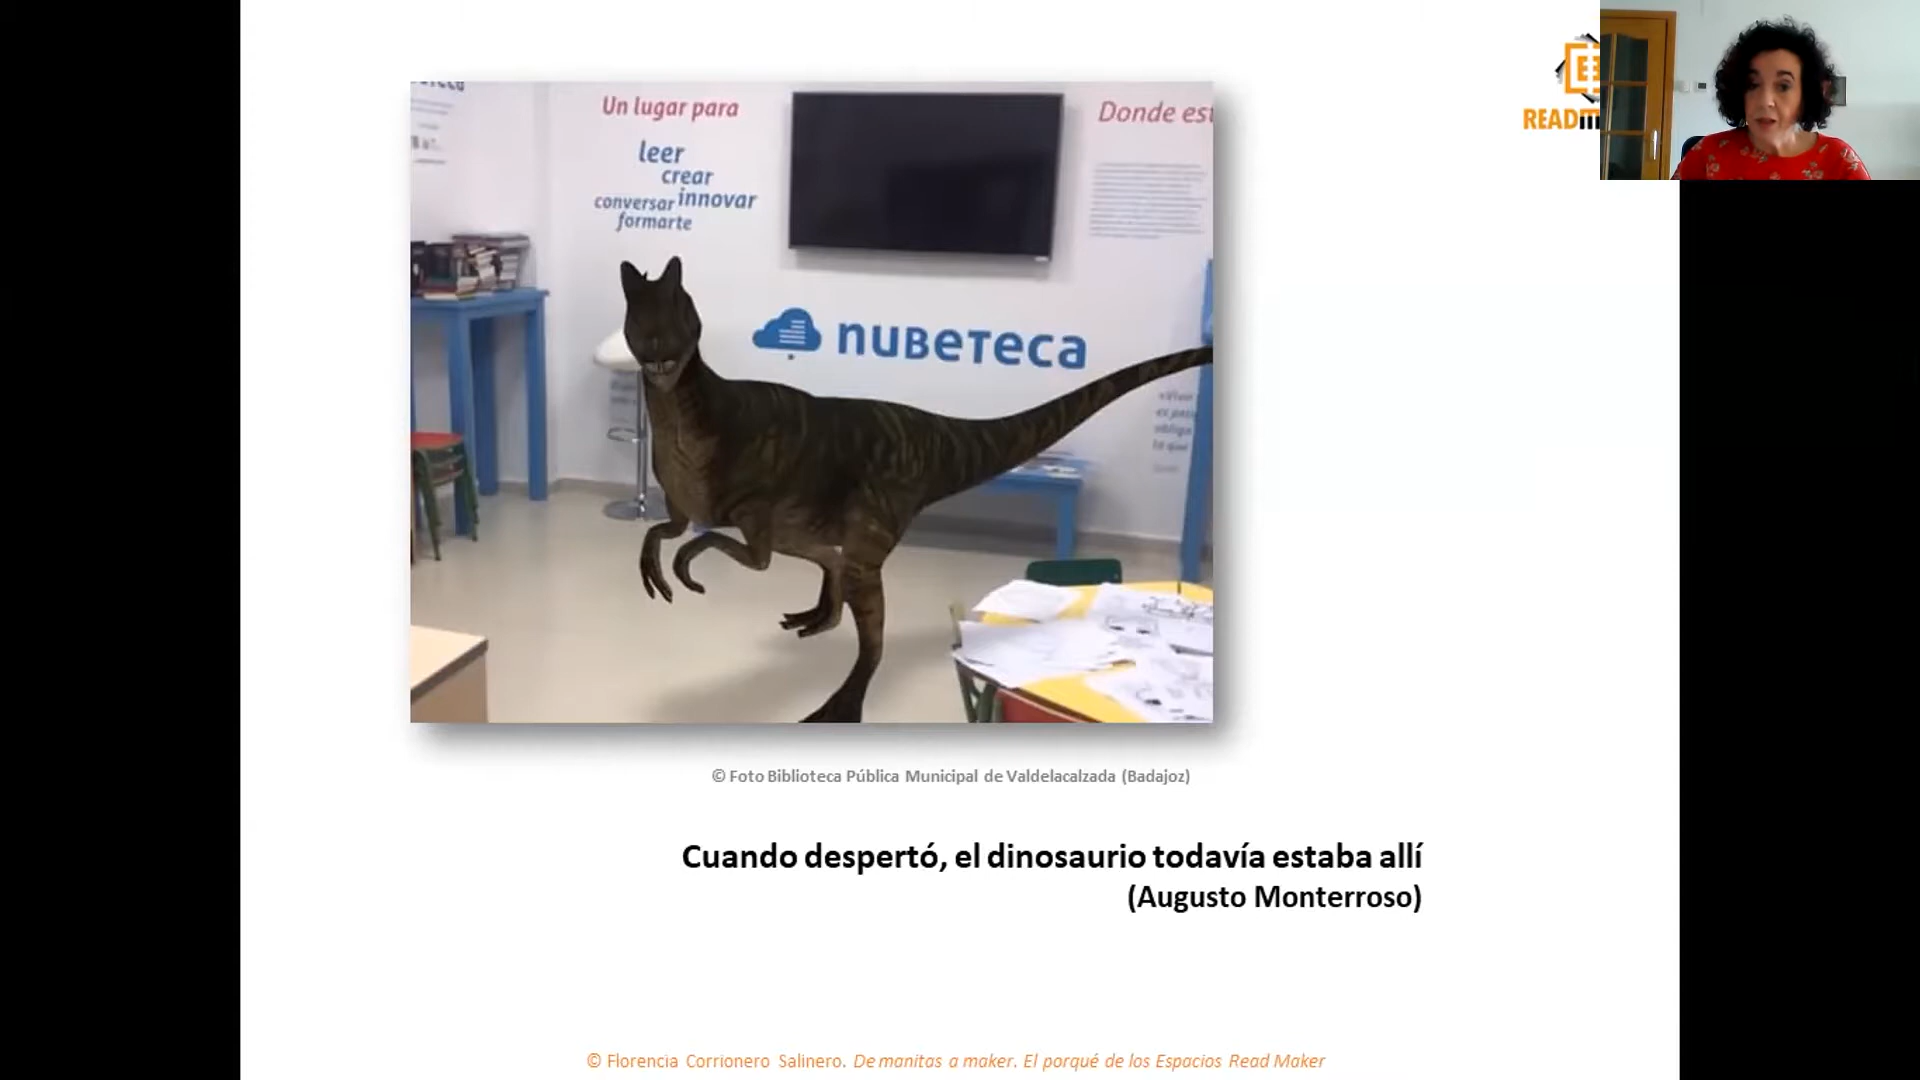 Un lugar para
leer
crear
conversar innovar
formarte
Donde est
nuBeTeca
READM
© Foto Biblioteca Pública Municipal de Valdelacalzada (Badajoz)
Cuando despertó, el dinosaurio todavía estaba allí
(Augusto Monterroso)
© Florencia Corrionero Salinero. De manitas a maker. El porqué de los Espacios Read Maker